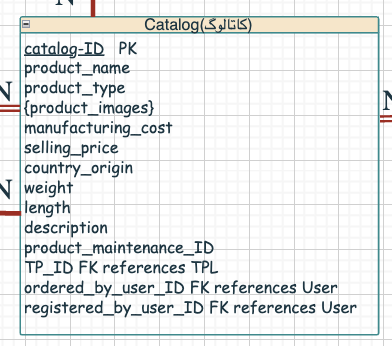 N
Catalog(کاتالوگ)
catalog-ID PK
product_name
product_type
N
{product_images}
N
manufacturing_cost
selling_price
country_origin
weight
N
length
description
product_maintenance_ID
TP_ID FK references TPL
ordered_by_user_ID FK references User
registered_by_user_ID FK references User